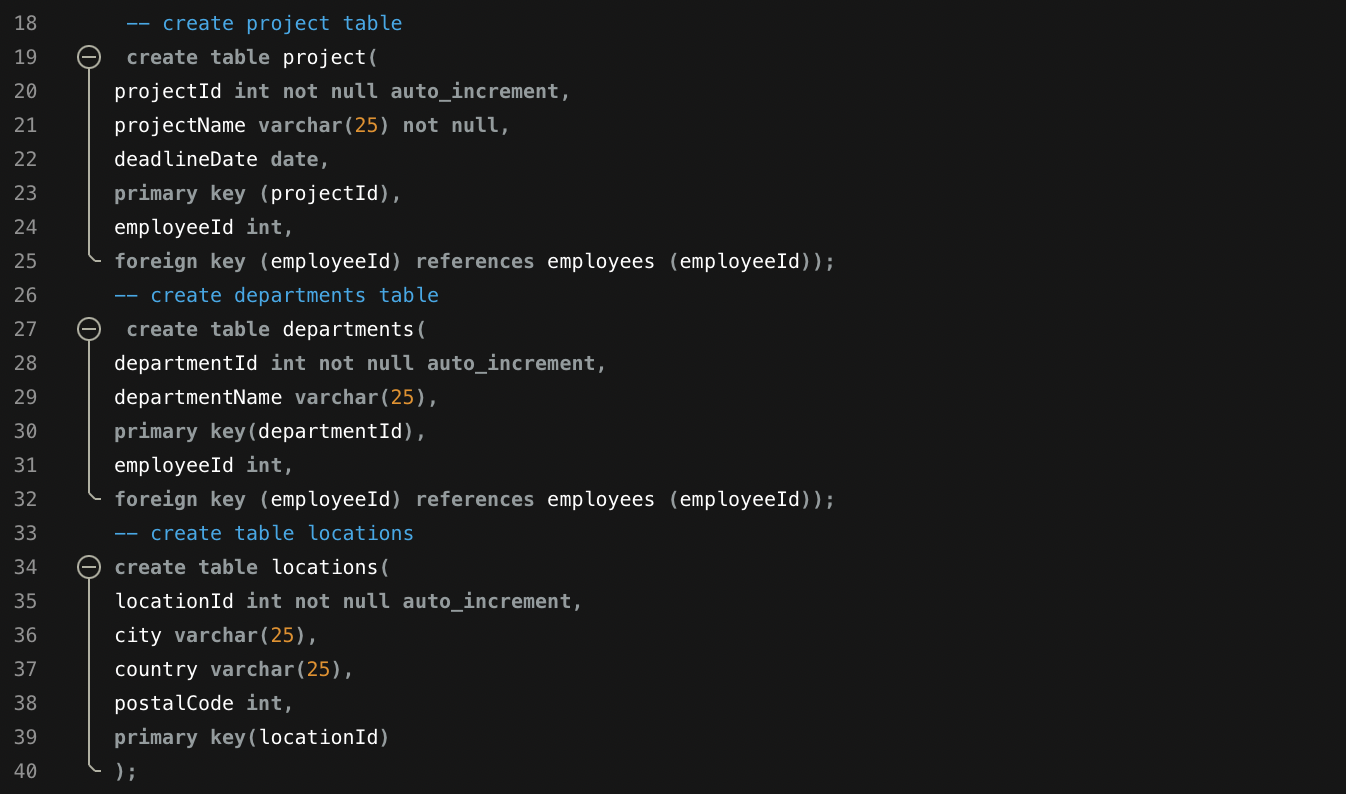 18 -- create project table
19 create table project(
20 projectId int not null auto_increment,
21 projectName varchar(25) not null,
22 deadlineDate date,
23 primary key (projectId),
24 employeeId int,
25 foreign key (employeeId) references employees (employeeId));
26 -- create departments table
27 create table departments(
28 departmentId int not null auto_increment,
29 departmentName varchar(25),
30 primary key(departmentId),
31 employeeId int,
32 foreign key (employeeId) references employees (employeeId));
33 -- create table locations
34 create table locations(
35 locationId int not null auto_increment,
36 city varchar(25),
37 country varchar(25),
38 postalCode int,
39 primary key(locationId)
40 );